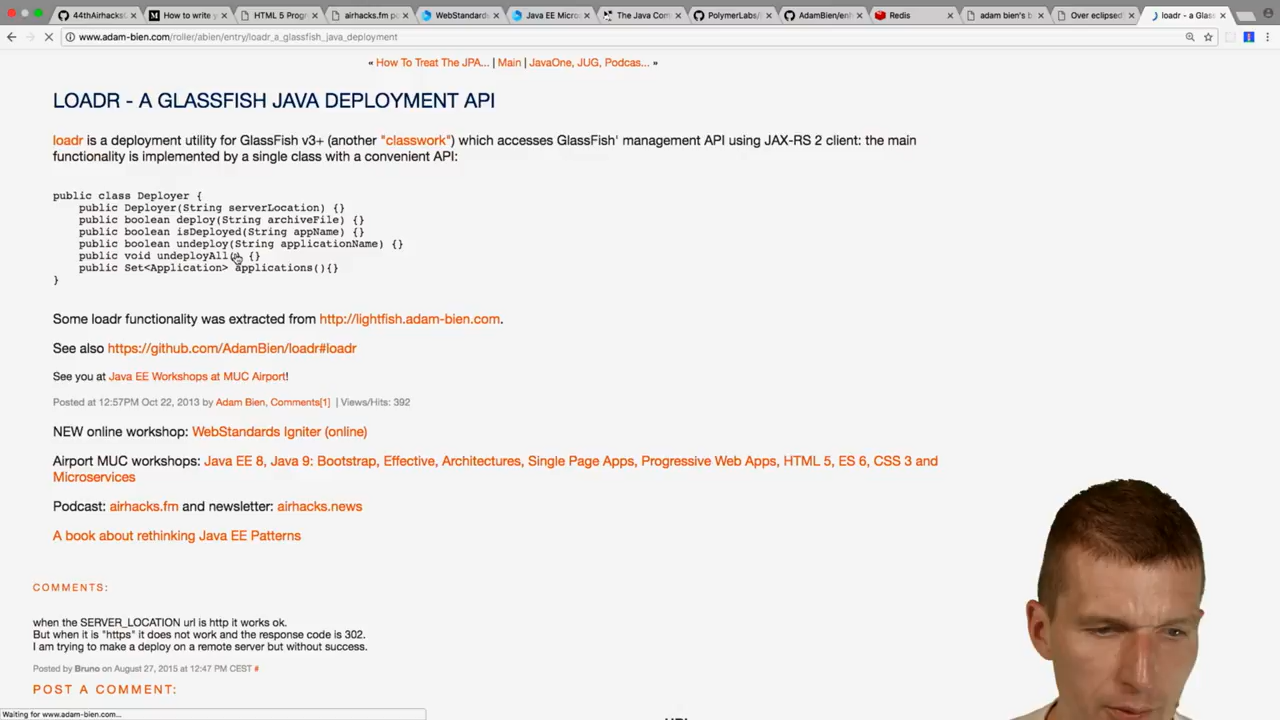 44thAirhacks
How to write y
HTML 5 Progr
airhacks.fm po
WebStandards
Java EE Micro
The Java Com
PolymerLabs/
AdamBien/en
Redis
adam bien's b
Over eclipsed
loadr - a Glass
www.adam-bien.com/roller/abien/entry/loadr_a_glassfish_java_deployment
« How To Treat The JPA... | Main | JavaOne, JUG, Podcas... »
LOADR - A GLASSFISH JAVA DEPLOYMENT API
loadr is a deployment utility for GlassFish v3+ (another "classwork") which accesses GlassFish' management API using JAX-RS 2 client: the main
functionality is implemented by a single class with a convenient API:
public class Deployer {
public Deployer(String serverLocation) {}
public boolean deploy(String archiveFile) {}
public boolean isDeployed(String appName) {}
public boolean undeploy(String applicationName) {}
public void undeployAll() {}
public Set<Application> applications(){}
}
Some loadr functionality was extracted from http://lightfish.adam-bien.com.
See also https://github.com/AdamBien/loadr#loadr
See you at Java EE Workshops at MUC Airport!
Posted at 12:57PM Oct 22, 2013 by Adam Bien, Comments[1] | Views/Hits: 392
NEW online workshop: WebStandards Igniter (online)
Airport MUC workshops: Java EE 8, Java 9: Bootstrap, Effective, Architectures, Single Page Apps, Progressive Web Apps, HTML 5, ES 6, CSS 3 and
Microservices
Podcast: airhacks.fm and newsletter: airhacks.news
A book about rethinking Java EE Patterns
COMMENTS:
when the SERVER_LOCATION url is http it works ok.
But when it is "https" it does not work and the response code is 302.
I am trying to make a deploy on a remote server but without success.
Posted by Bruno on August 27, 2015 at 12:47 PM CEST #
POST A COMMENT:
Waiting for www.adam-bien.com...